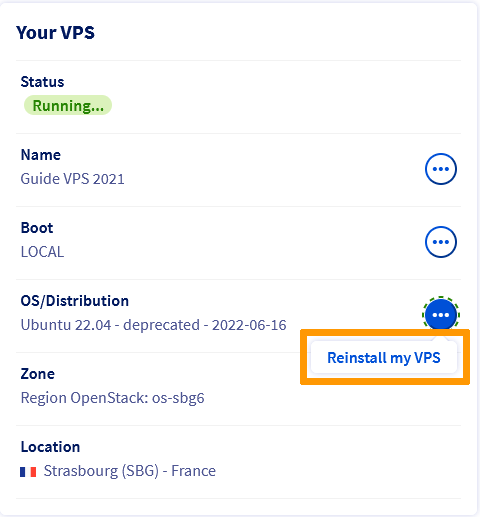 Your VPS
Status
Running...
Name
Guide VPS 2021
Boot
LOCAL
OS/Distribution
Ubuntu 22.04 - deprecated - 2022-06-16
Reinstall my VPS
Zone
Region OpenStack: os-sbg6
Location
Strasbourg (SBG) - France